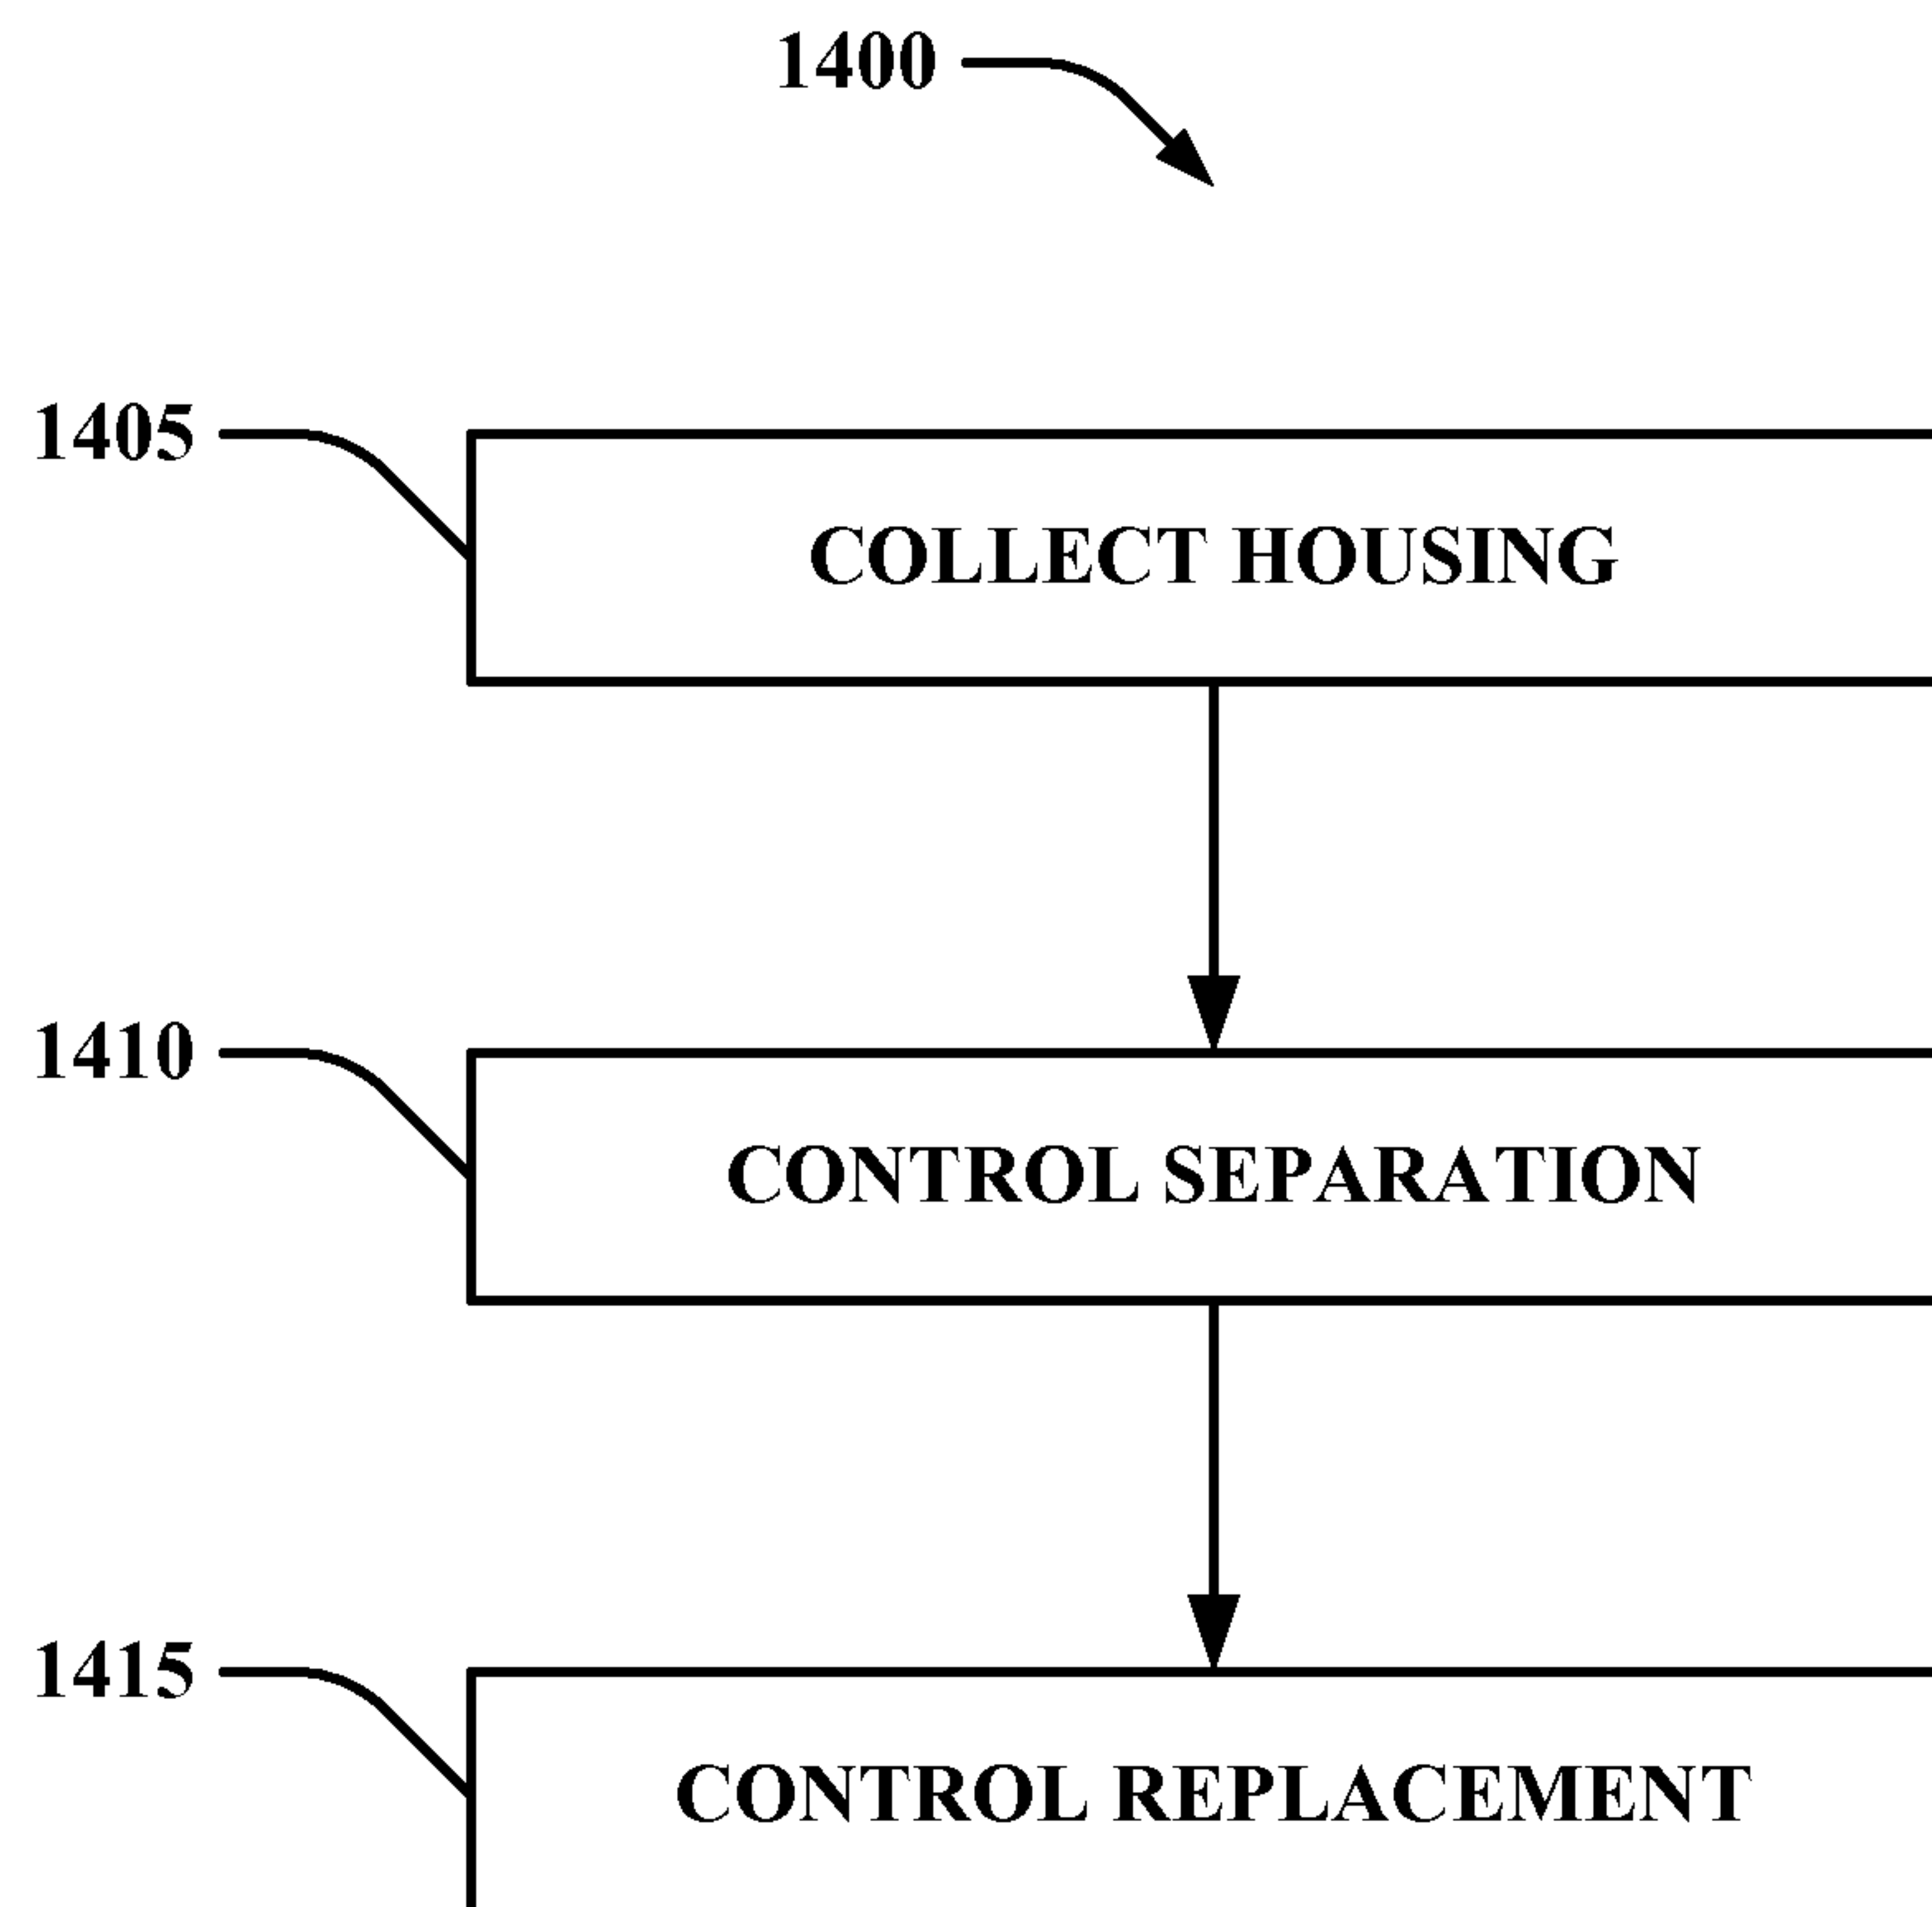 1400
1405
COLLECT HOUSING
1410
CONTROL SEPARATION
1415
CONTROL REPLACEMENT